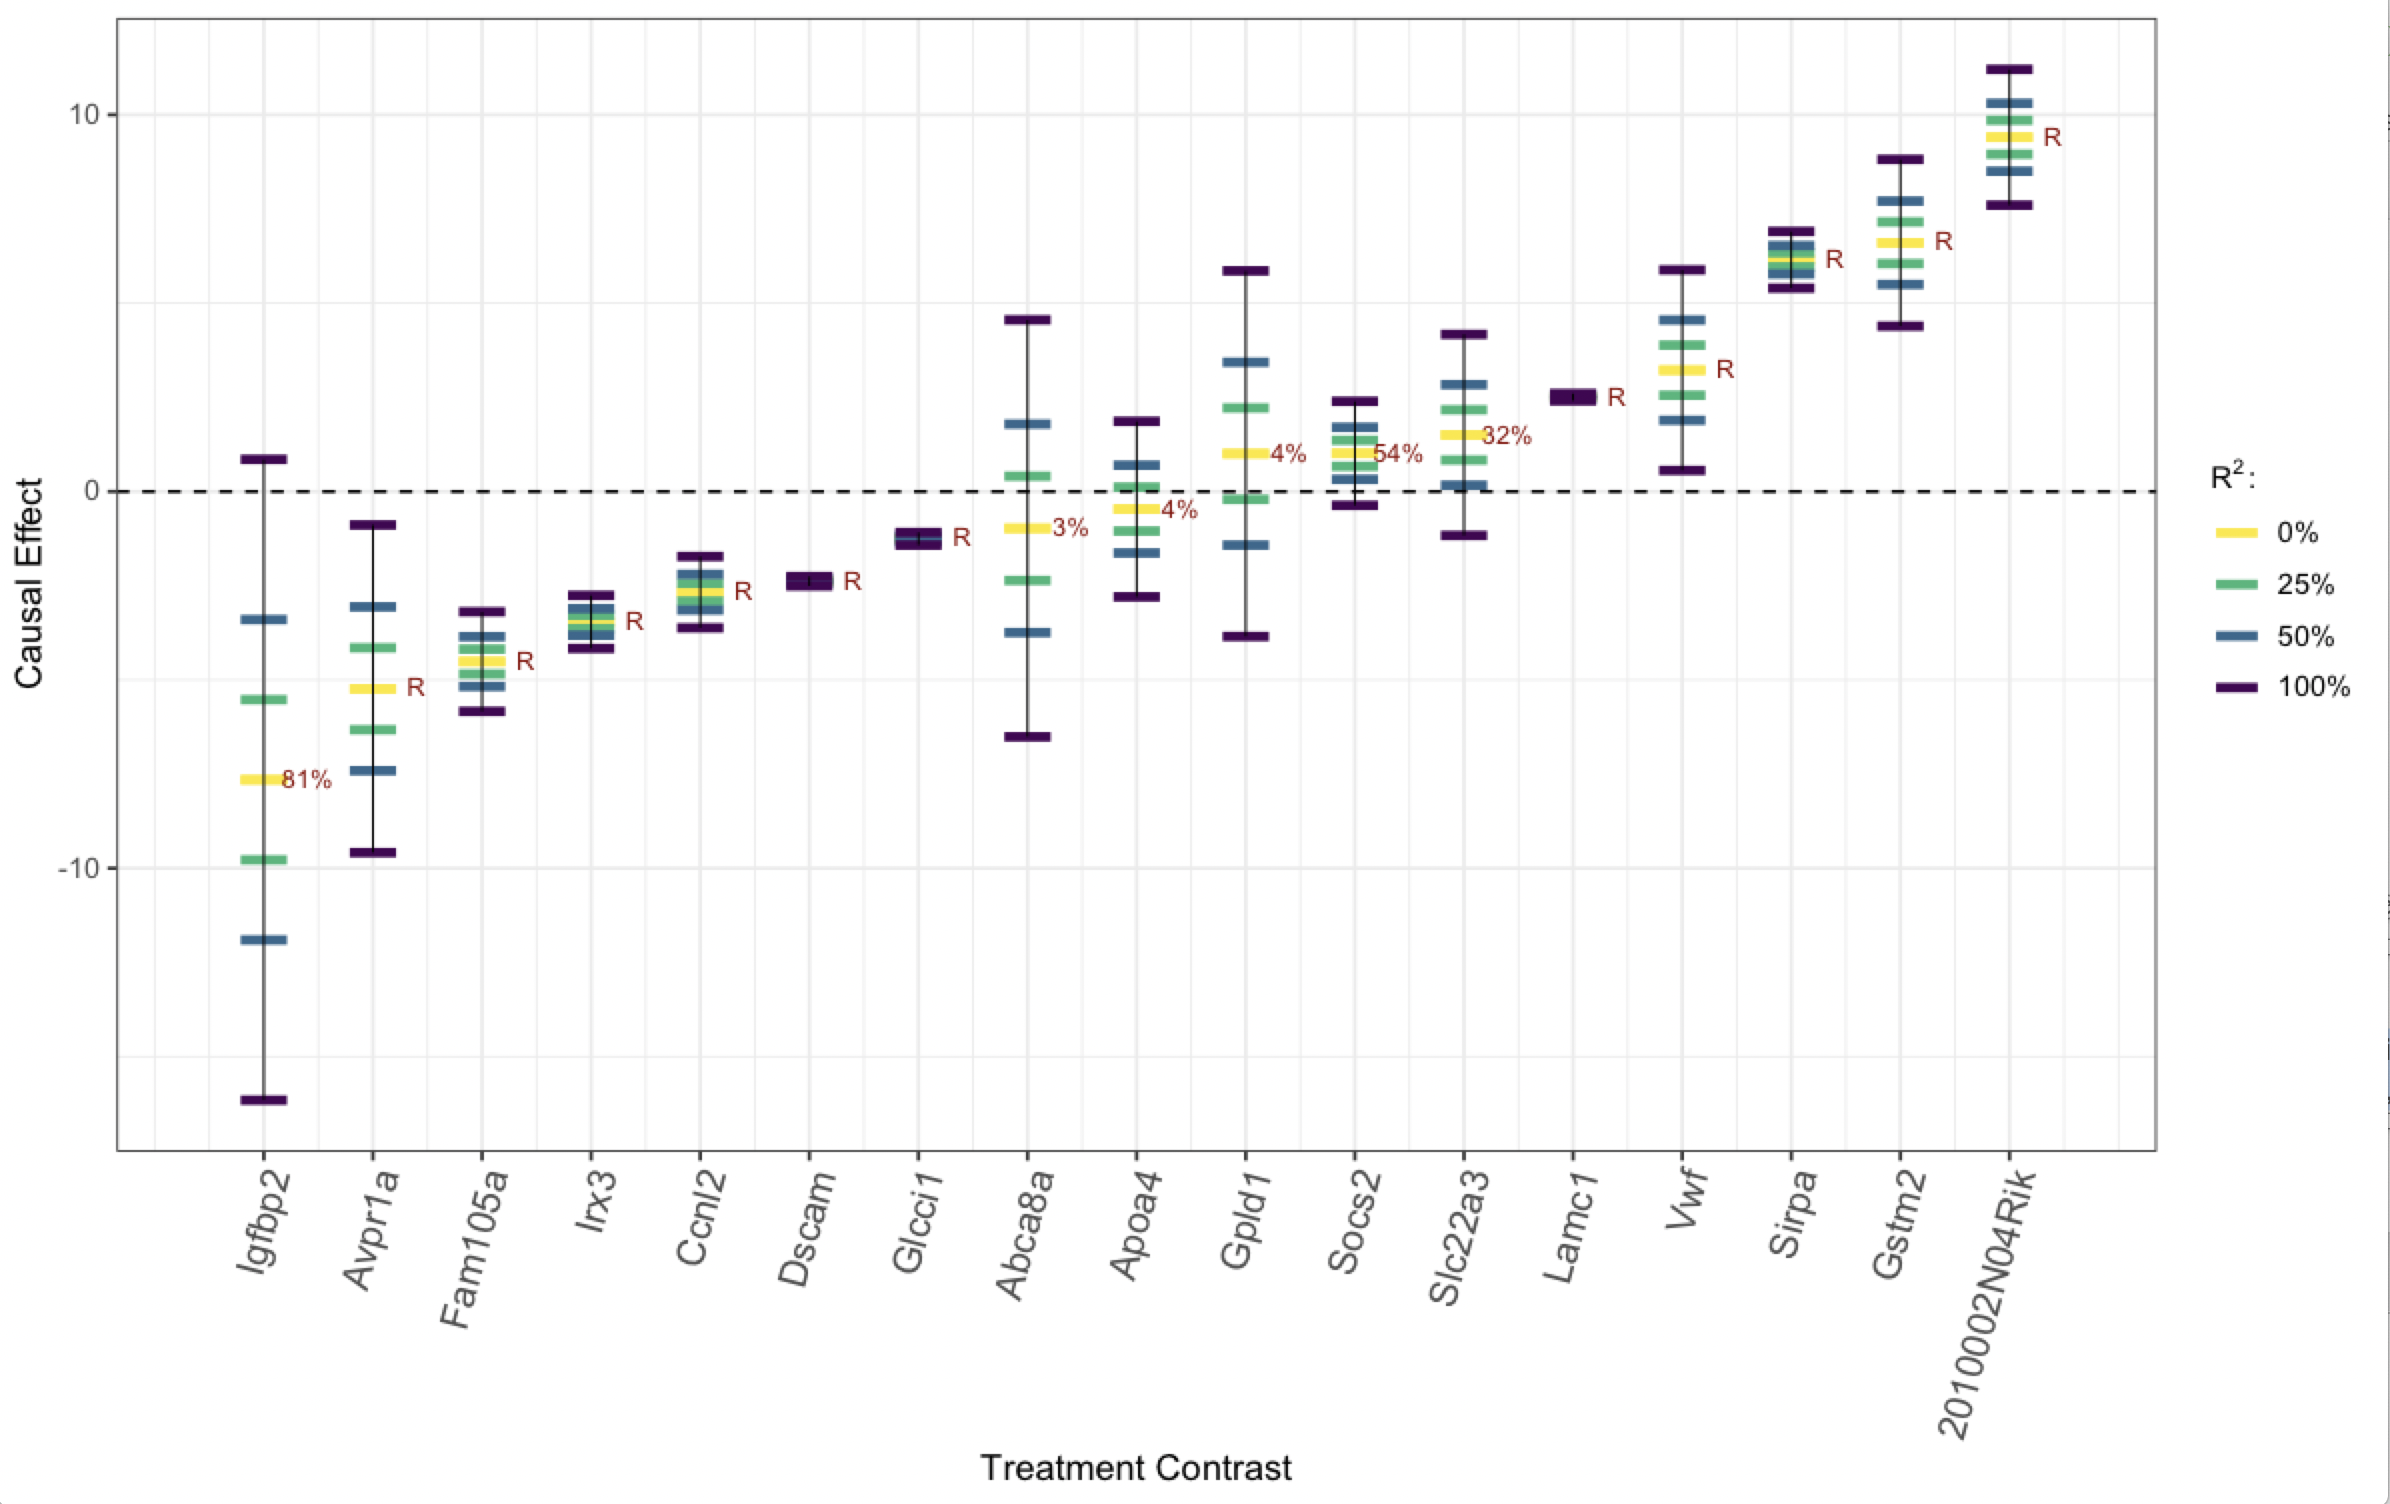 Causal Effect
10
0
-10
R
R
R
R
R
4%
54%
32%
R
R
R
R
3%
4%
R
R
R
81%
R²:
0%
25%
50%
100%
Igfbp2
Avpr1a
Fam105a
Irx3
Ccnl2
Dscam
Glcci1
Abca8a
Apoa4
Gpld1
Socs2
Slc22a3
Lamc1
Vwf
Sirpa
Gstm2
2010002N04Rik
Treatment Contrast